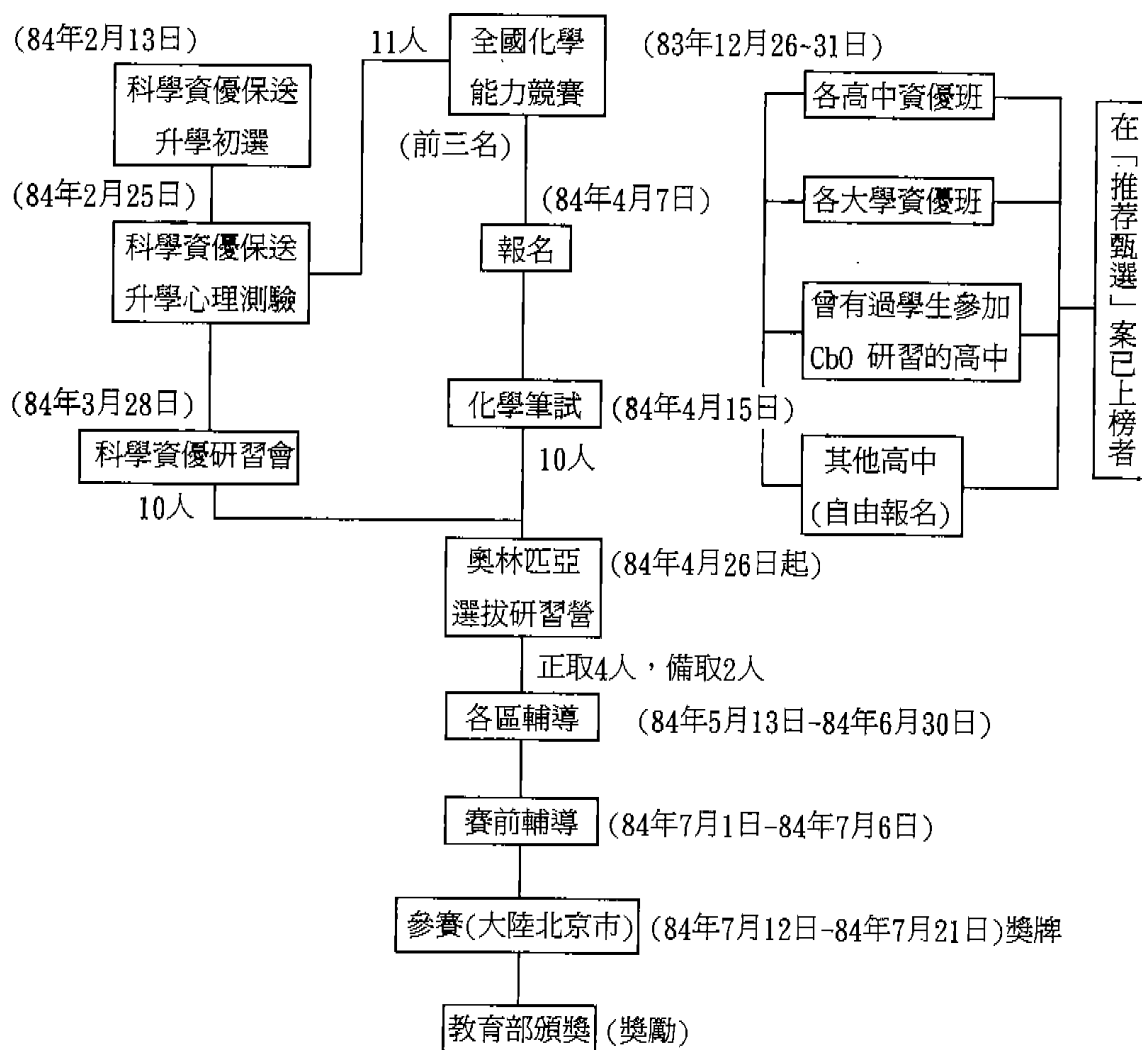 (84年2月13日)
科學資優保送
升學初選
(84年2月25日)
科學資優保送
升學心理測驗
(84年3月28日)
科學資優研習會
10人
11人
全國化學
能力競賽
(83年12月26~31日)
(前三名)
(84年4月7日)
報名
化學筆試
(84年4月15日)
10人
各高中資優班
各大學資優班
曾有過學生參加
CbO 研習的高中
其他高中
(自由報名)
在「推荐甄選」案已上榜者
奧林匹亞
選拔研習營
(84年4月26日起)
正取4人，備取2人
各區輔導
(84年5月13日-84年6月30日)
賽前輔導
(84年7月1日-84年7月6日)
參賽(大陸北京市)
(84年7月12日-84年7月21日)獎牌
教育部頒獎
(獎勵)